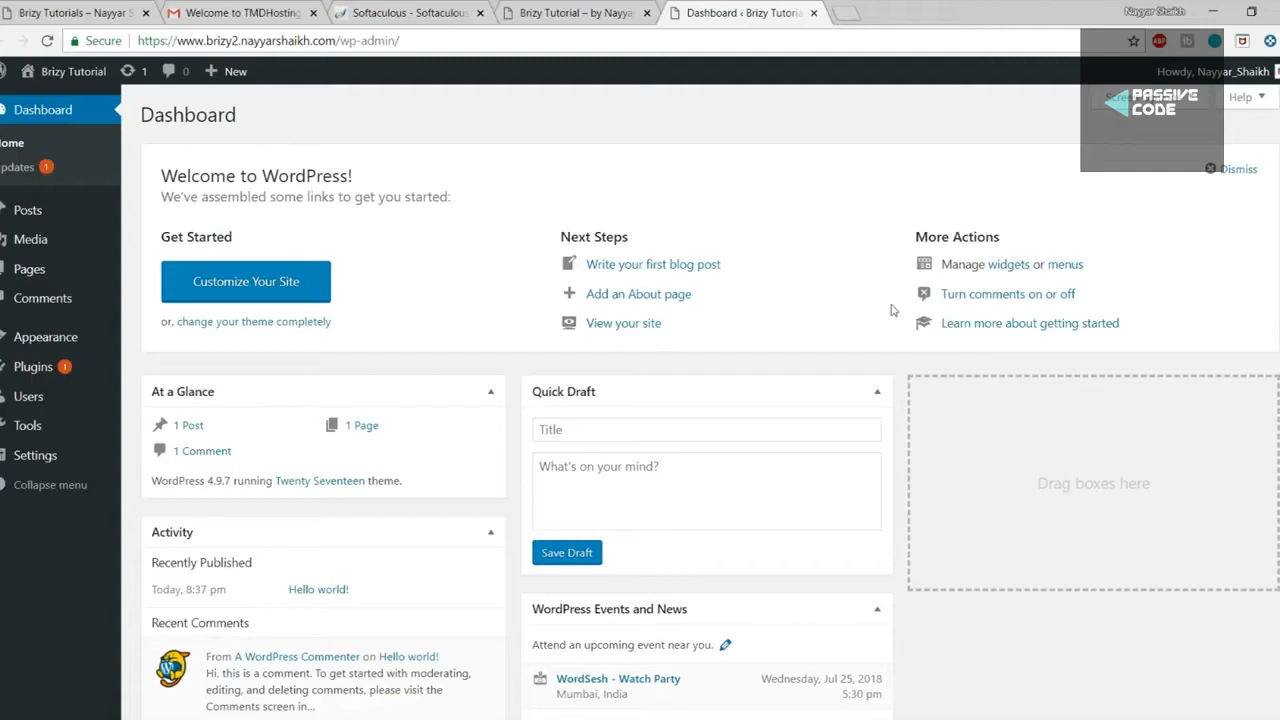 Tutorials – Nayyar S
Welcome to TMDHosting
Softaculous - Softaculous
Brizy Tutorial – by Nayya
Dashboard ‹ Brizy Tutoria
Nayyar Shaikh
Secure
https://www.brizy2.nayyarshaikh.com/wp-admin/
ABP
Brizy Tutorial
1
0
New
Howdy, Nayyar_Shaikh
PASSIVE
CODE
Help
Dashboard
Home
Updates 1
Posts
Media
Pages
Comments
Appearance
Plugins 1
Users
Tools
Settings
Collapse menu
Dashboard
Dismiss
Welcome to WordPress!
We've assembled some links to get you started:
Get Started
Customize Your Site
or, change your theme completely
Next Steps
Write your first blog post
Add an About page
View your site
More Actions
Manage widgets or menus
Turn comments on or off
Learn more about getting started
At a Glance
1 Post
1 Page
1 Comment
WordPress 4.9.7 running Twenty Seventeen theme.
Activity
Recently Published
Today, 8:37 pm
Hello world!
Recent Comments
From A WordPress Commenter on Hello world!
Hi, this is a comment. To get started with moderating,
editing, and deleting comments, please visit the
Comments screen in...
Quick Draft
Title
What's on your mind?
Save Draft
WordPress Events and News
Attend an upcoming event near you.
WordSesh - Watch Party
Mumbai, India
Wednesday, Jul 25, 2018
5:30 pm
Drag boxes here